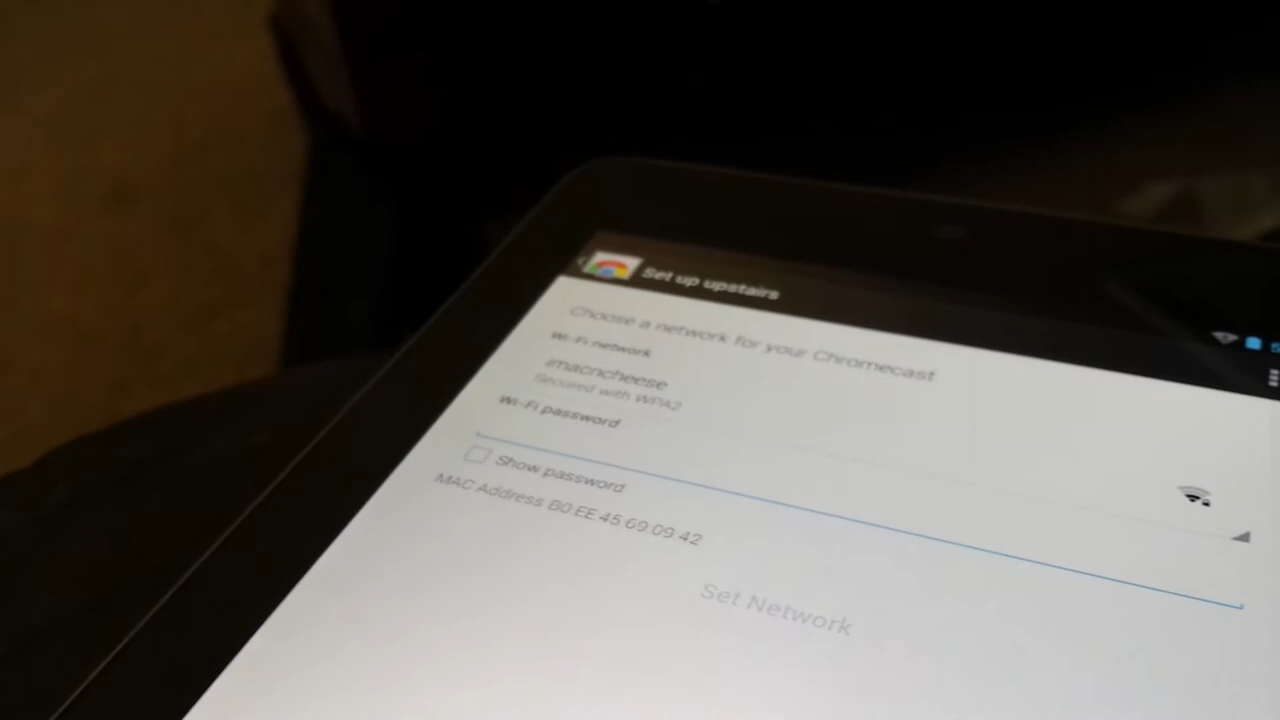 Set up upstairs
Choose a network for your Chromecast
Wi-Fi network
imacncheese
Secured with WPA2
Wi-Fi password
Show password
MAC Address B0:EE:45:69:09:42
Set Network